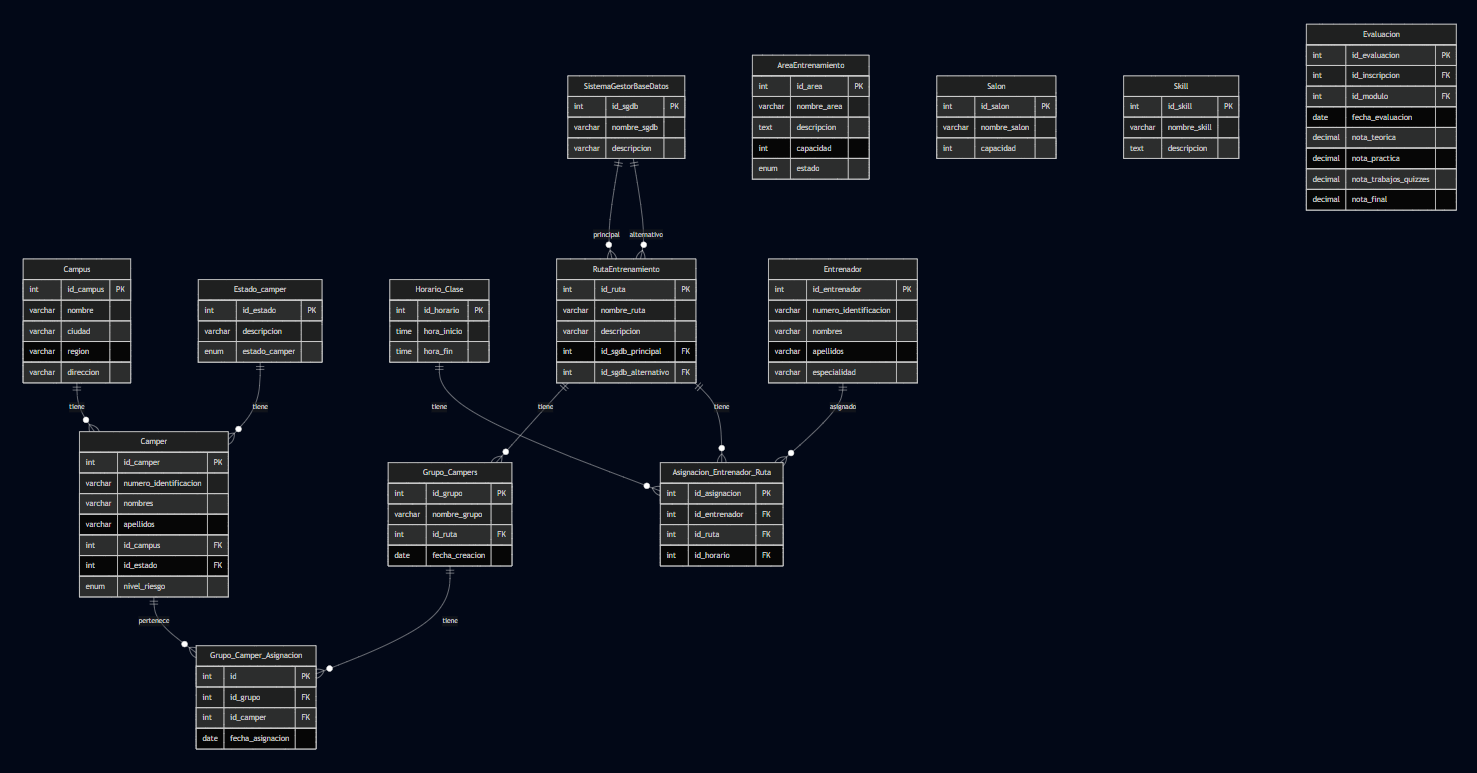 Evaluacion
int id_evaluacion PK
int id_inscripcion FK
int id_modulo FK
date fecha_evaluacion
decimal nota_teorica
decimal nota_practica
decimal nota_trabajos_quizzes
decimal nota_final
AreaEntrenamiento
int id_area PK
varchar nombre_area
text descripcion
int capacidad
enum estado
SistemaGestorBaseDatos
int id_sgdb PK
varchar nombre_sgdb
varchar descripcion
Salon
int id_salon PK
varchar nombre_salon
int capacidad
Skill
int id_skill PK
varchar nombre_skill
text descripcion
principal
alternativo
Campus
int id_campus PK
varchar nombre
varchar ciudad
varchar region
varchar direccion
Estado_camper
int id_estado PK
varchar descripcion
enum estado_camper
Horario_Clase
int id_horario PK
time hora_inicio
time hora_fin
RutaEntrenamiento
int id_ruta PK
varchar nombre_ruta
varchar descripcion
int id_sgdb_principal FK
int id_sgdb_alternativo FK
Entrenador
int id_entrenador PK
varchar numero_identificacion
varchar nombres
varchar apellidos
varchar especialidad
tiene
tiene
tiene
tiene
tiene
asignado
Camper
int id_camper PK
varchar numero_identificacion
varchar nombres
varchar apellidos
int id_campus FK
int id_estado FK
enum nivel_riesgo
Grupo_Campers
int id_grupo PK
varchar nombre_grupo
int id_ruta FK
date fecha_creacion
Asignacion_Entrenador_Ruta
int id_asignacion PK
int id_entrenador FK
int id_ruta FK
int id_horario FK
pertenece
tiene
Grupo_Camper_Asignacion
int id PK
int id_grupo FK
int id_camper FK
date fecha_asignacion